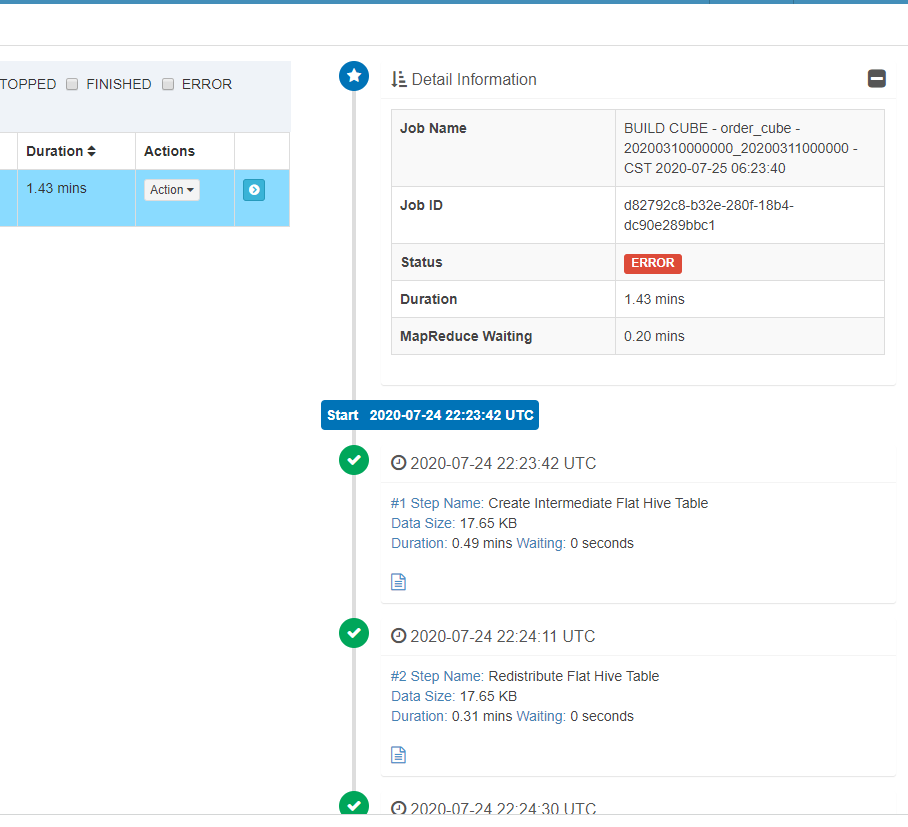 TOPPED FINISHED ERROR
Duration Actions
1.43 mins Action
Detail Information
Job Name
BUILD CUBE - order_cube -
20200310000000_20200311000000 -
CST 2020-07-25 06:23:40
Job ID
d82792c8-b32e-280f-18b4-
dc90e289bbc1
Status ERROR
Duration 1.43 mins
MapReduce Waiting 0.20 mins
Start 2020-07-24 22:23:42 UTC
2020-07-24 22:23:42 UTC
#1 Step Name: Create Intermediate Flat Hive Table
Data Size: 17.65 KB
Duration: 0.49 mins Waiting: 0 seconds
2020-07-24 22:24:11 UTC
#2 Step Name: Redistribute Flat Hive Table
Data Size: 17.65 KB
Duration: 0.31 mins Waiting: 0 seconds
2020-07-24 22:24:30 UTC